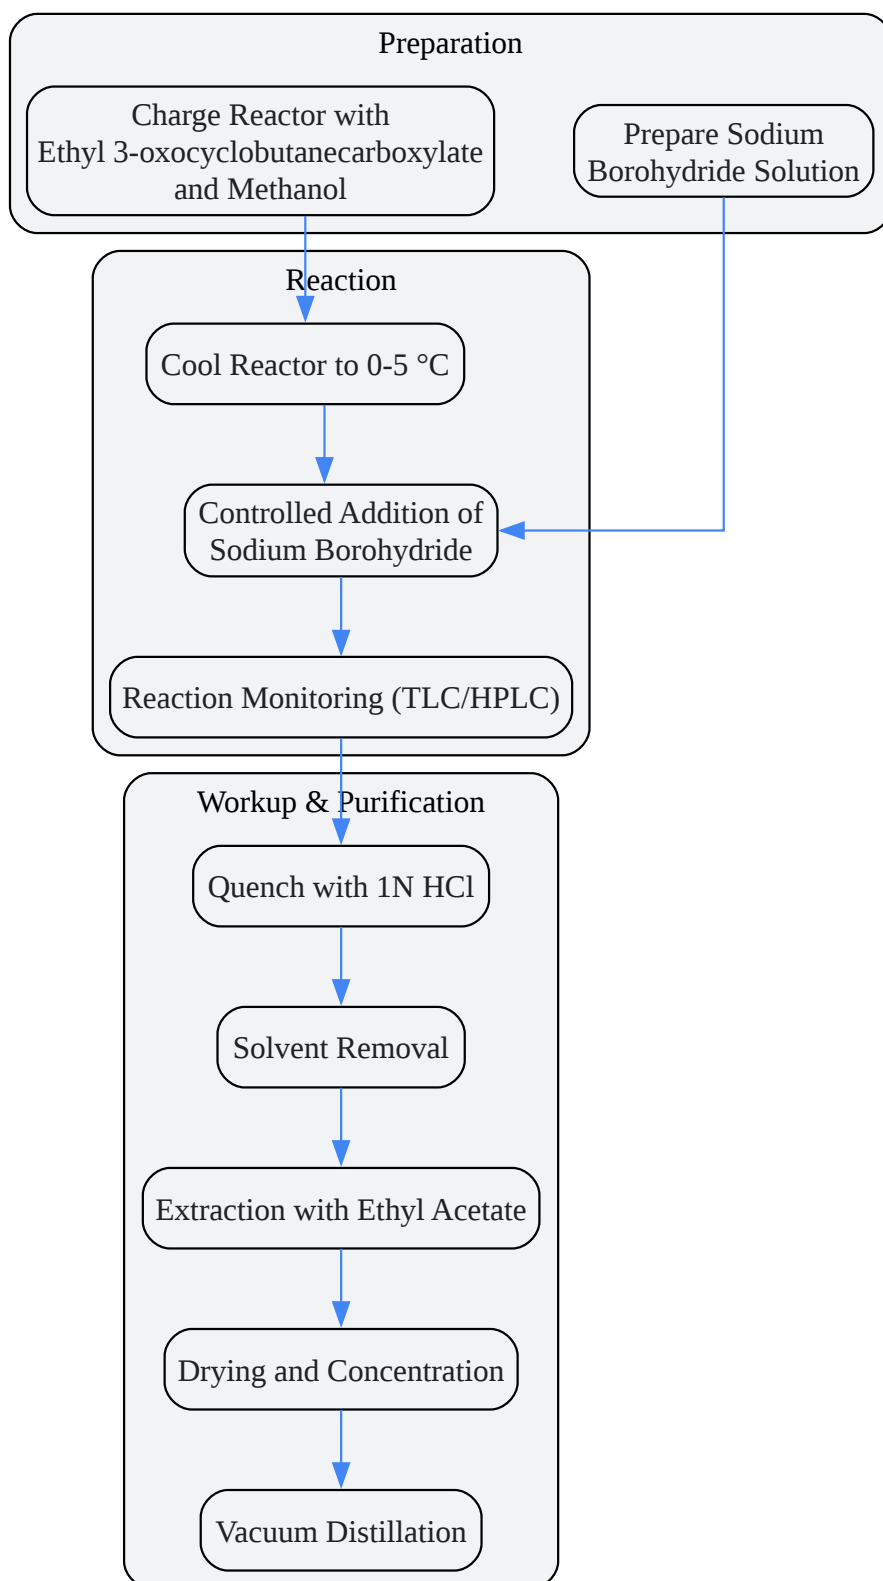 Preparation
Charge Reactor with
Ethyl 3-oxocyclobutanecarboxylate
and Methanol
Prepare Sodium
Borohydride Solution
Reaction
Cool Reactor to 0-5 °C
Controlled Addition of
Sodium Borohydride
Reaction Monitoring (TLC/HPLC)
Workup & Purification
Quench with 1N HCl
Solvent Removal
Extraction with Ethyl Acetate
Drying and Concentration
Vacuum Distillation